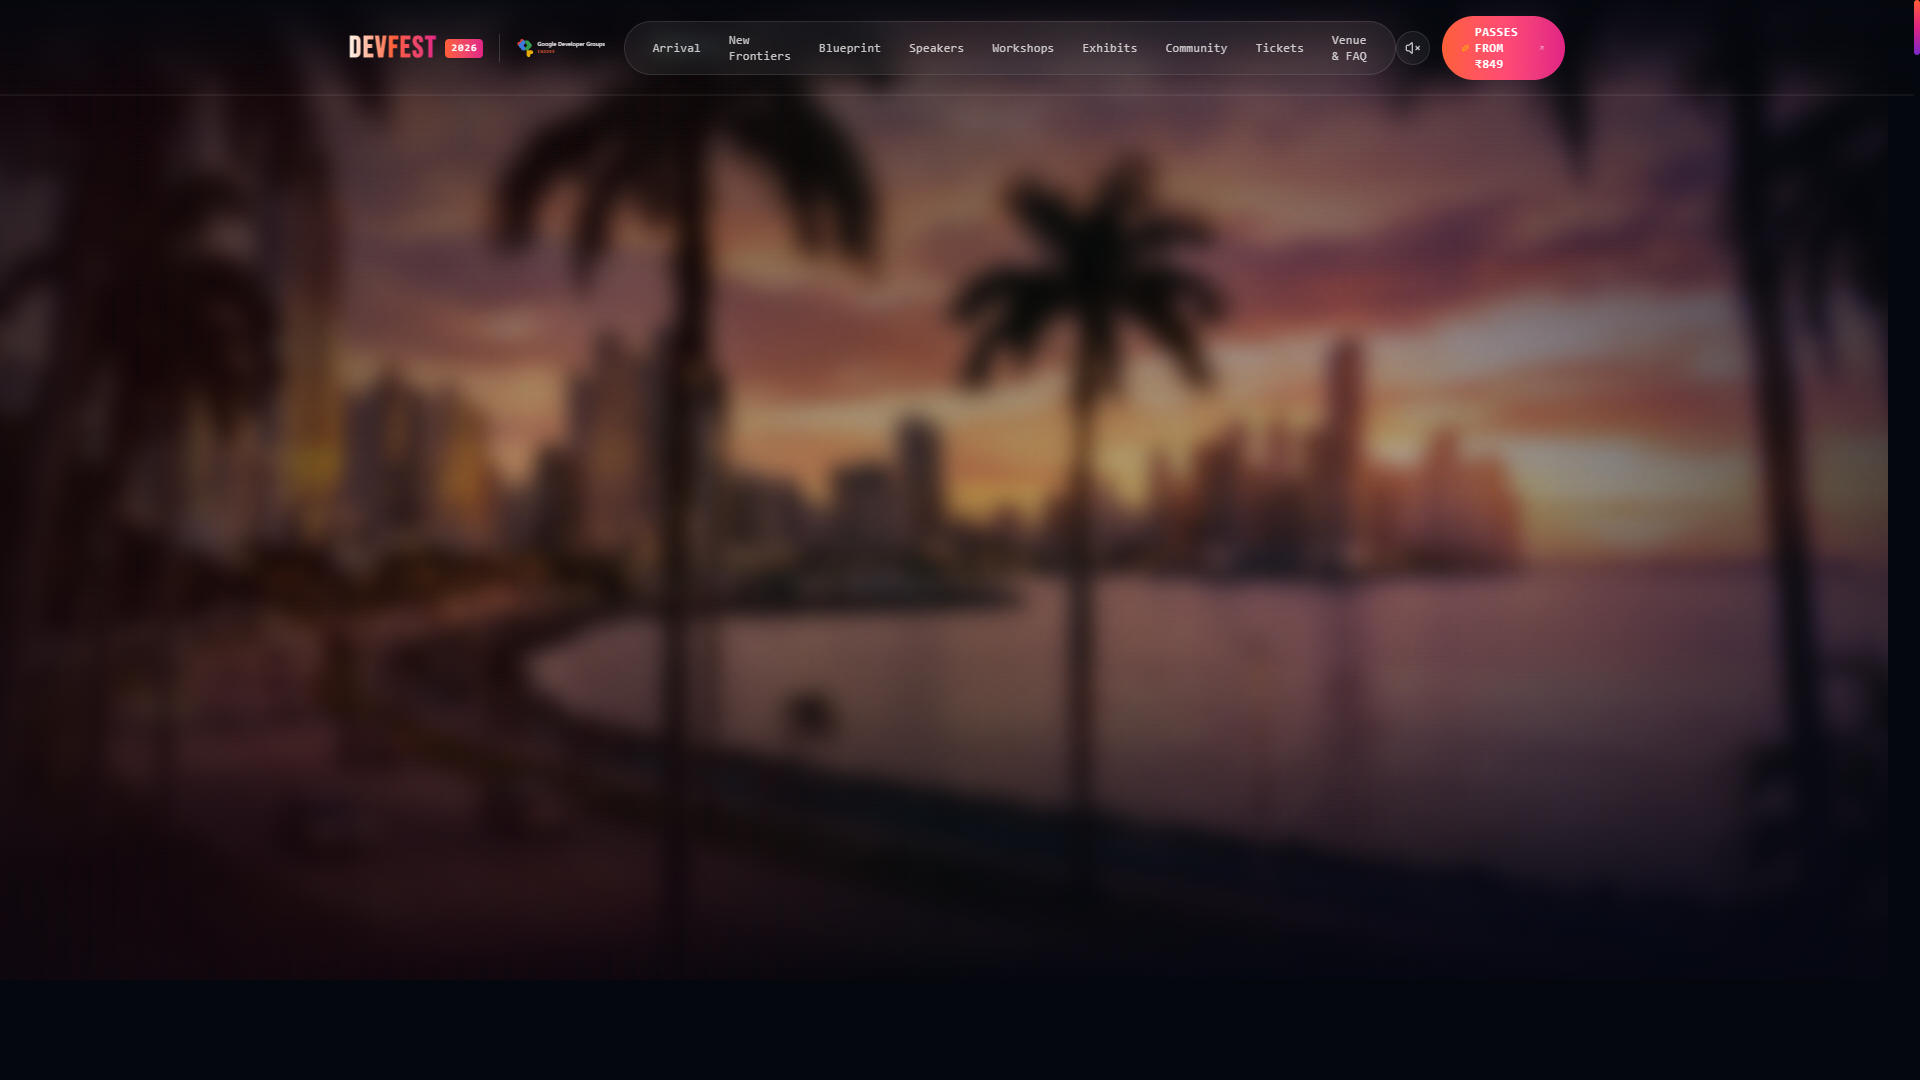 DEVFEST 2026
Google Developer Groups
Arrival
New
Frontiers
Blueprint
Speakers
Workshops
Exhibits
Community
Tickets
Venue
& FAQ
PASSES
FROM
₹849